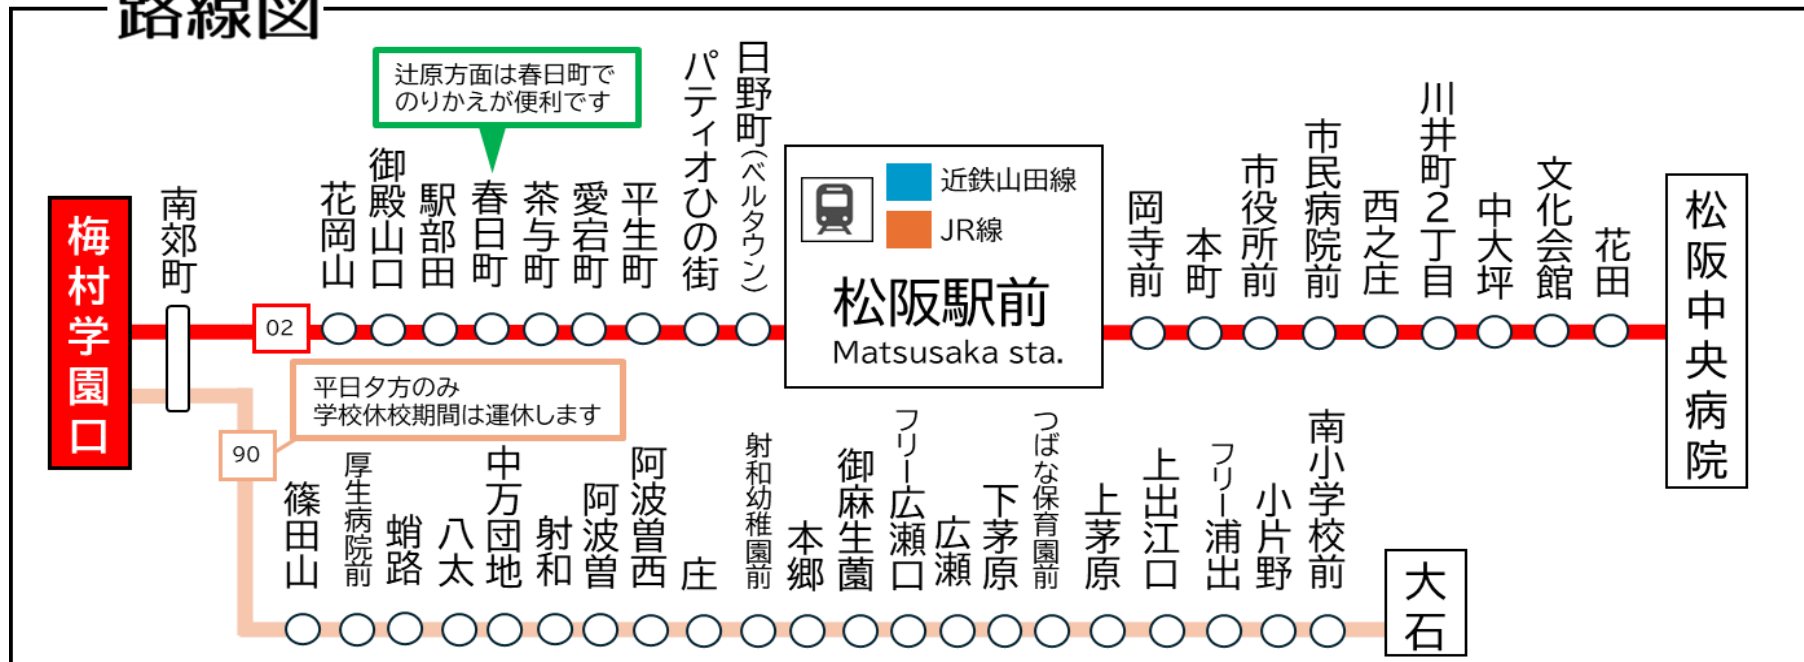 路線図
辻原方面は春日町で
のりかえが便利です
梅村学園口
南郊町
02
花岡山
御殿山口
駅部田
春日町
茶与町
愛宕町
平生町
パティオひの街
日野町(ベルタウン)
近鉄山田線
JR線
松阪駅前
Matsusaka sta.
岡寺前
本町
市役所前
市民病院前
西之庄
川井町2丁目
中大坪
文化会館
花田
松阪中央病院
平日夕方のみ
学校休校期間は運休します
90
篠田山
厚生病院前
蛸路
八太
中万団地
射和
阿波曽
阿波曽西
庄
射和幼稚園前
本郷
御麻生薗
フリー広瀬口
広瀬
下茅原
つばな保育園前
上茅原
上出江口
フリー浦出
小片野
南小学校前
大石